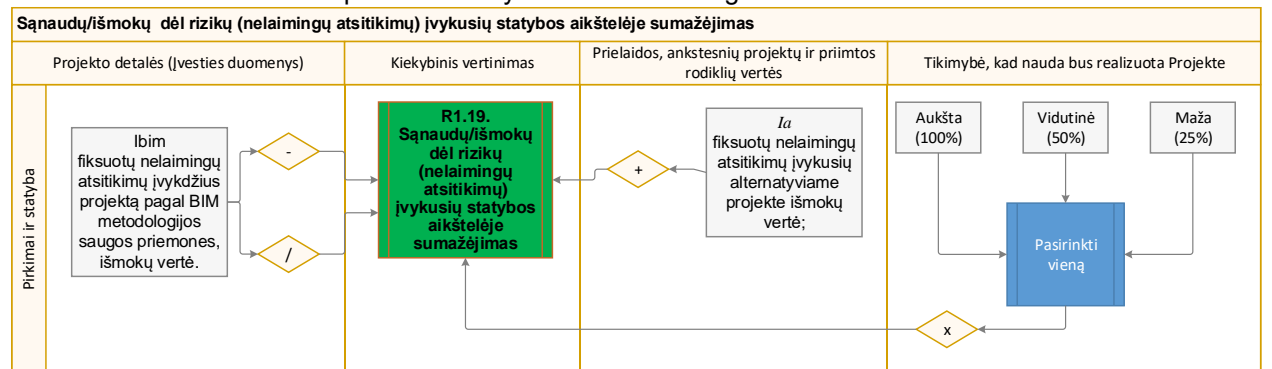 Sąnaudų/išmokų dėl rizikų (nelaimingų atsitikimų) įvykusių statybos aikštelėje sumažėjimas
Projekto detalės (Įvesties duomenys)
Kiekybinis vertinimas
Prielaidos, ankstesnių projektų ir priimtos
rodiklių vertės
Tikimybė, kad nauda bus realizuota Projekte
Pirkimai ir statyba
Ibim
fiksuotų nelaimingų
atsitikimų įvykdžius
projektą pagal BIM
metodologijos
saugos priemones,
išmokų vertė.
-
/
R1.19.
Sąnaudų/išmokų
dėl rizikų
(nelaimingų
atsitikimų)
įvykusių statybos
aikštelėje
sumažėjimas
+
Ia
fiksuotų nelaimingų
atsitikimų įvykusių
alternatyviame
projekte išmokų
vertė;
Aukšta
(100%)
Vidutinė
(50%)
Maža
(25%)
Pasirinkti
vieną
x